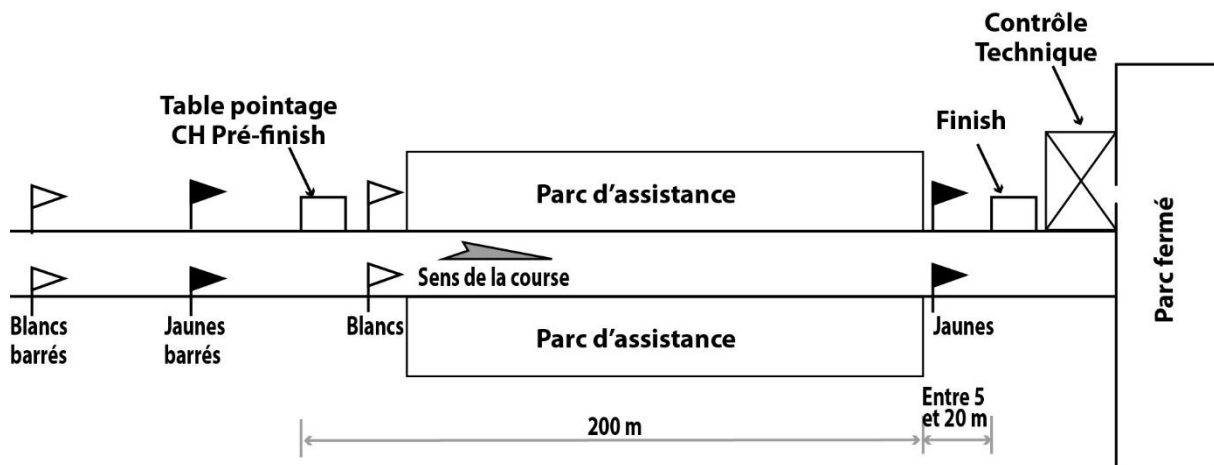 Contrôle
Technique
Table pointage
CH Pré-finish
Finish
Parc d’assistance
Parc fermé
Sens de la course
Blancs
barrés
Jaunes
barrés
Blancs
Parc d’assistance
Jaunes
Entre 5
et 20 m
200 m